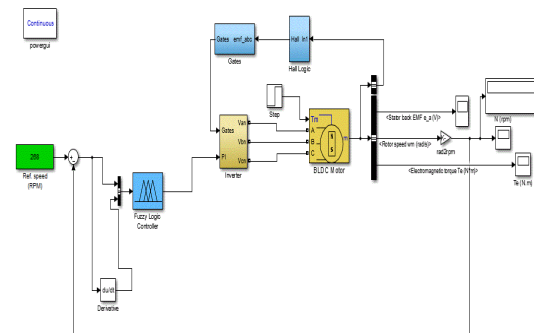 Continuous
powergui
Gates emf_abc
Gates
Hall In1
Hall Logic
Step
Tm
A
B
C
m
BLDC Motor
Gates
PI
Van
Vbn
Vcn
Inverter
<Stator back EMF e_a (V)>
<Rotor speed wm (rad/s)>
<Electromagnetic torque Te (N*m)>
rad2rpm
N (rpm)
Te (N.m)
Ref. speed
(RPM)
Fuzzy Logic
Controller
du/dt
Derivative